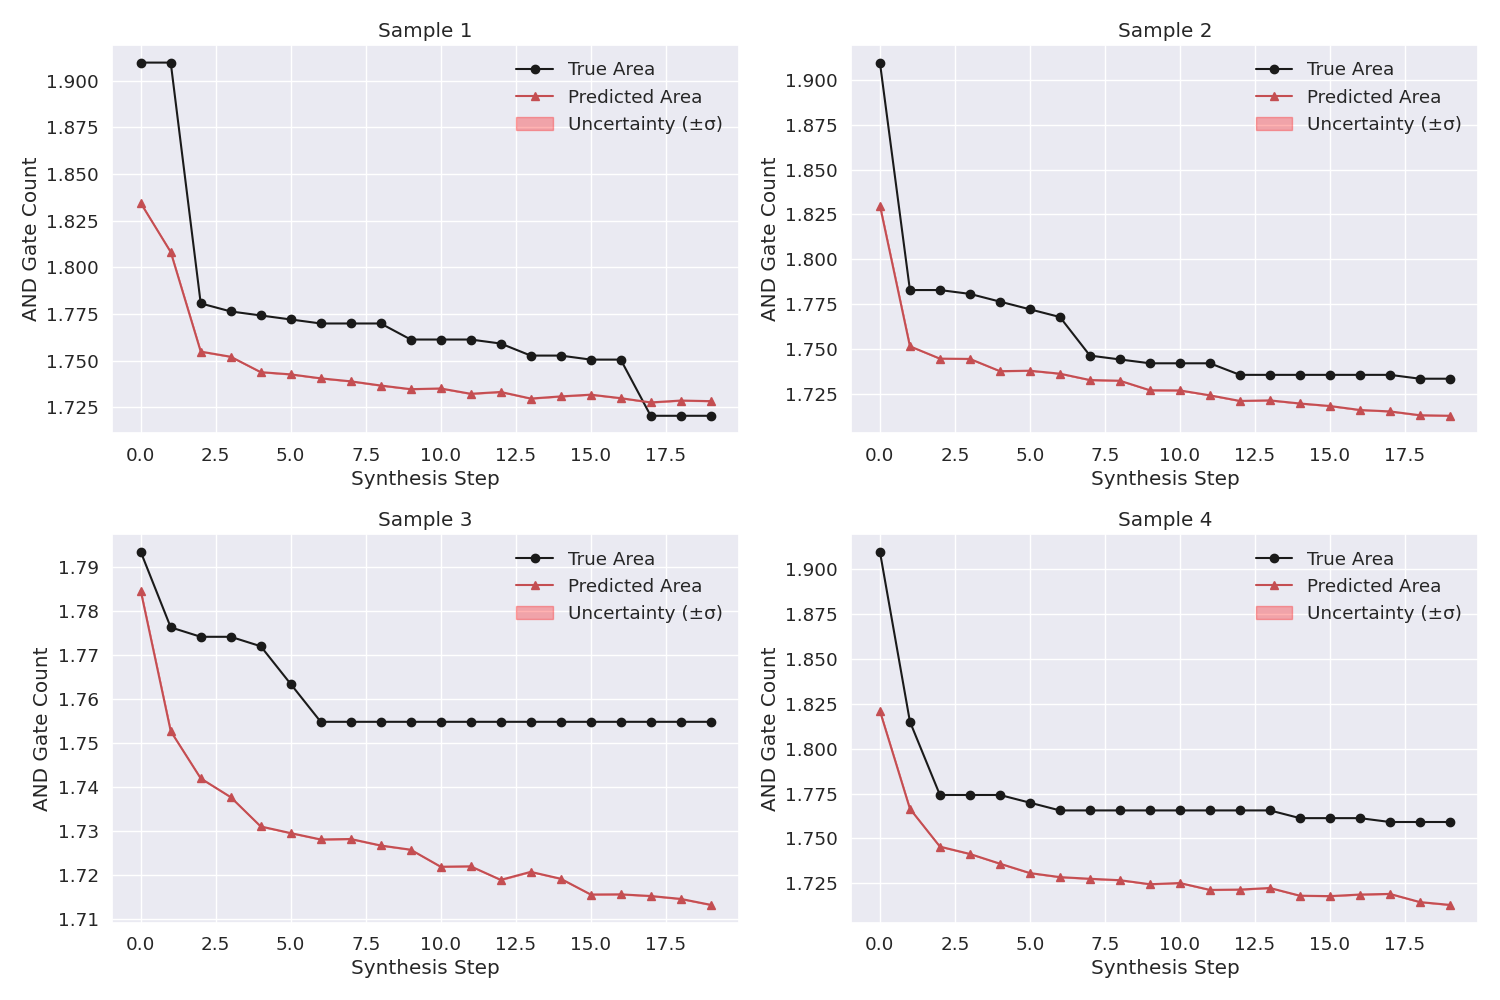 Sample 1
True Area
Predicted Area
Uncertainty (±σ)
AND Gate Count
1.900
1.875
1.850
1.825
1.800
1.775
1.750
1.725
0.0 2.5 5.0 7.5 10.0 12.5 15.0 17.5
Synthesis Step
Sample 2
True Area
Predicted Area
Uncertainty (±σ)
AND Gate Count
1.900
1.875
1.850
1.825
1.800
1.775
1.750
1.725
0.0 2.5 5.0 7.5 10.0 12.5 15.0 17.5
Synthesis Step
Sample 3
True Area
Predicted Area
Uncertainty (±σ)
AND Gate Count
1.79
1.78
1.77
1.76
1.75
1.74
1.73
1.72
1.71
0.0 2.5 5.0 7.5 10.0 12.5 15.0 17.5
Synthesis Step
Sample 4
True Area
Predicted Area
Uncertainty (±σ)
AND Gate Count
1.900
1.875
1.850
1.825
1.800
1.775
1.750
1.725
0.0 2.5 5.0 7.5 10.0 12.5 15.0 17.5
Synthesis Step